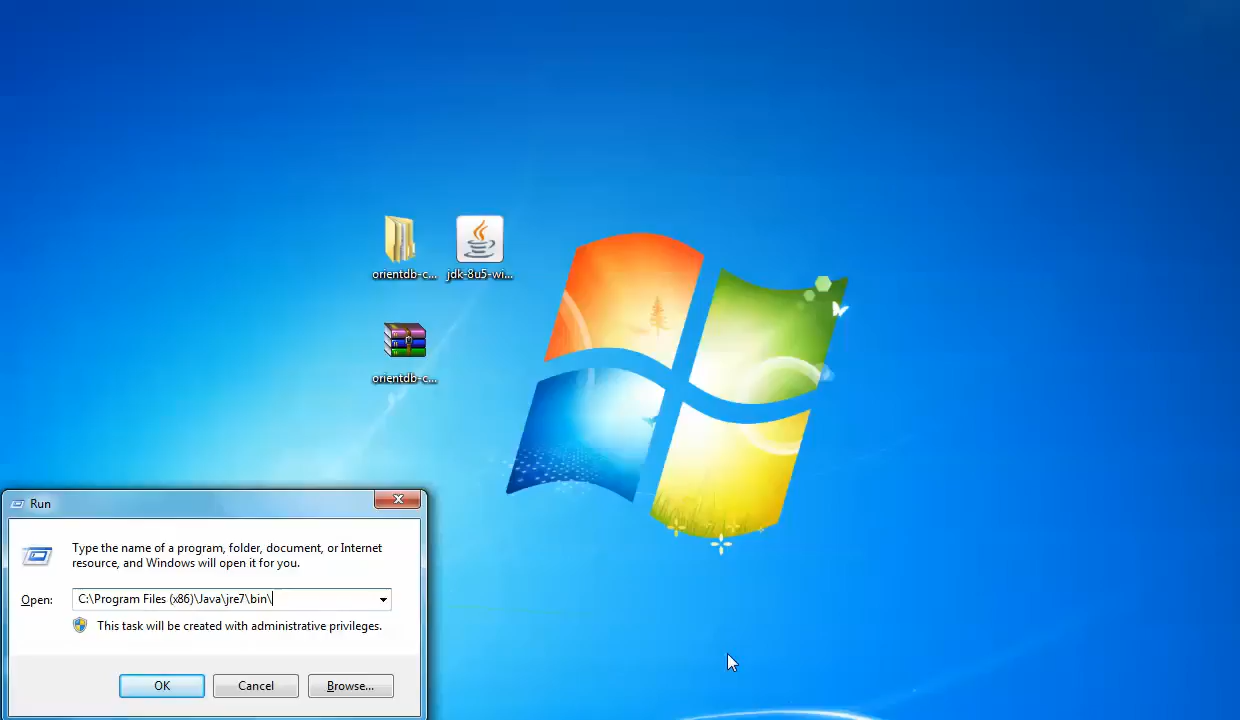 orientdb-c...
jdk-8u5-wi...
orientdb-c...
Run
Type the name of a program, folder, document, or Internet
resource, and Windows will open it for you.
Open:
C:\Program Files (x86)\Java\jre7\bin\
This task will be created with administrative privileges.
OK
Cancel
Browse...